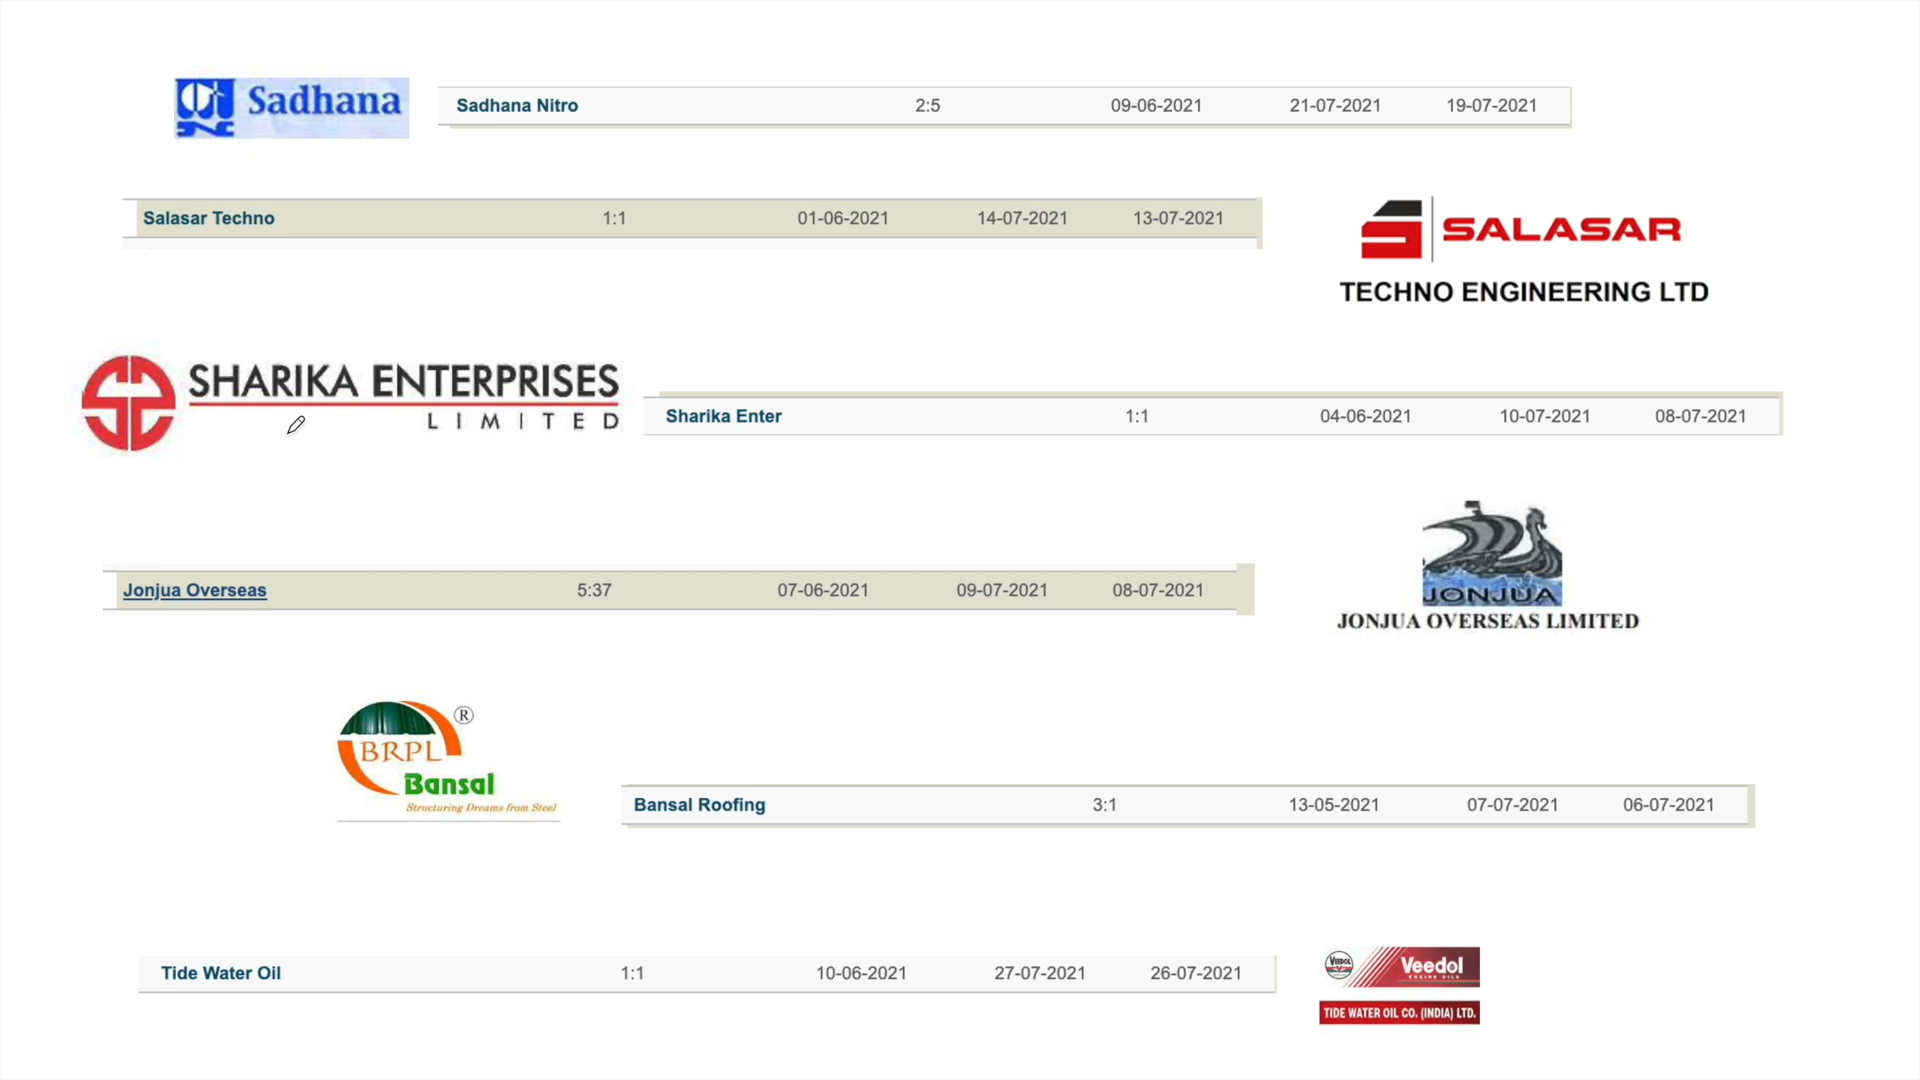 Sadhana
Sadhana Nitro 2:5 09-06-2021 21-07-2021 19-07-2021
Salasar Techno 1:1 01-06-2021 14-07-2021 13-07-2021
SALASAR
TECHNO ENGINEERING LTD
SHARIKA ENTERPRISES
LIMITED
Sharika Enter 1:1 04-06-2021 10-07-2021 08-07-2021
Jonjua Overseas 5:37 07-06-2021 09-07-2021 08-07-2021
JONJUA
JONJUA OVERSEAS LIMITED
BRPL ®
Bansal
Structuring Dreams from Steel
Bansal Roofing 3:1 13-05-2021 07-07-2021 06-07-2021
Tide Water Oil 1:1 10-06-2021 27-07-2021 26-07-2021
VEEDOL
Veedol
ENGINE OILS
TIDE WATER OIL CO. (INDIA) LTD.